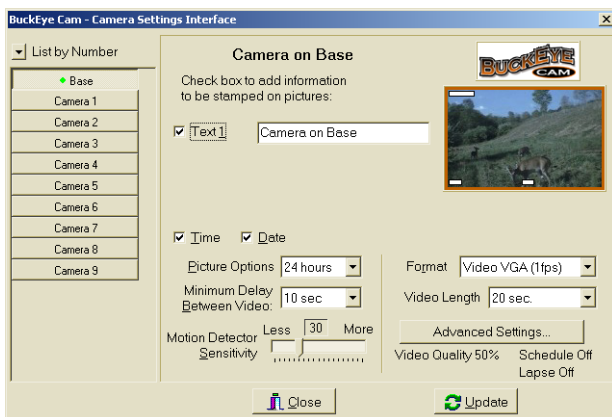 BuckEye Cam - Camera Settings Interface
List by Number
Base
Camera 1
Camera 2
Camera 3
Camera 4
Camera 5
Camera 6
Camera 7
Camera 8
Camera 9
Camera on Base
BUCKEYE
CAM
Check box to add information
to be stamped on pictures:
Text1 Camera on Base
Time Date
Picture Options 24 hours
Minimum Delay
Between Video: 10 sec
Motion Detector
Sensitivity
Less 30 More
Format Video VGA (1fps)
Video Length 20 sec.
Advanced Settings...
Video Quality 50% Schedule Off
Lapse Off
Close Update